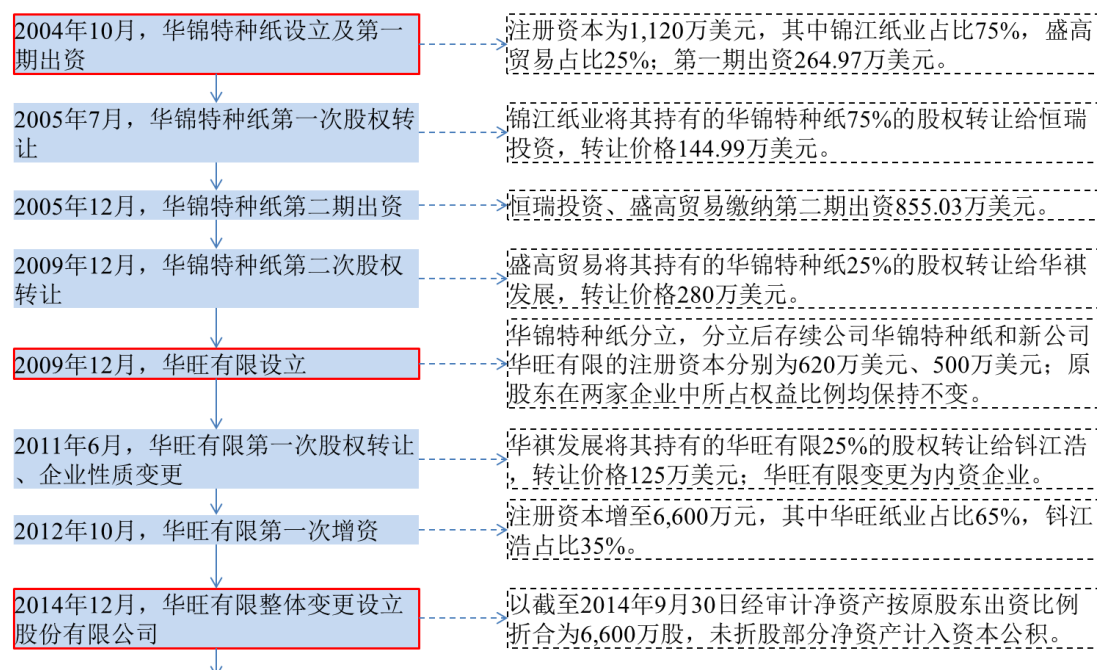 2004年10月，华锦特种纸设立及第一
期出资
注册资本为1,120万美元，其中锦江纸业占比75%，盛高
贸易占比25%；第一期出资264.97万美元。
2005年7月，华锦特种纸第一次股权转
让
锦江纸业将其持有的华锦特种纸75%的股权转让给恒瑞
投资，转让价格144.99万美元。
2005年12月，华锦特种纸第二期出资
恒瑞投资、盛高贸易缴纳第二期出资855.03万美元。
2009年12月，华锦特种纸第二次股权
转让
盛高贸易将其持有的华锦特种纸25%的股权转让给华祺
发展，转让价格280万美元。
2009年12月，华旺有限设立
华锦特种纸分立，分立后存续公司华锦特种纸和新公司
华旺有限的注册资本分别为620万美元、500万美元；原
股东在两家企业中所占权益比例均保持不变。
2011年6月，华旺有限第一次股权转让
、企业性质变更
华祺发展将其持有的华旺有限25%的股权转让给钭江浩
，转让价格125万美元；华旺有限变更为内资企业。
2012年10月，华旺有限第一次增资
注册资本增至6,600万元，其中华旺纸业占比65%，钭江
浩占比35%。
2014年12月，华旺有限整体变更设立
股份有限公司
以截至2014年9月30日经审计净资产按原股东出资比例
折合为6,600万股，未折股部分净资产计入资本公积。